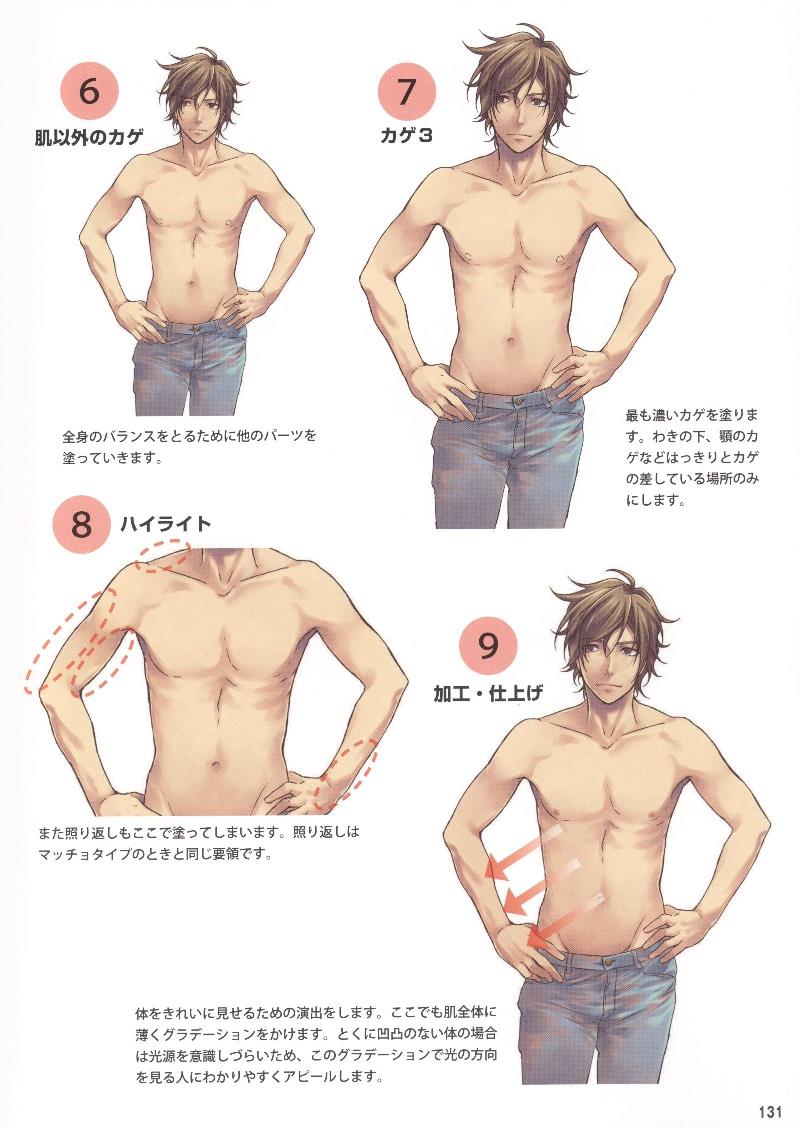 6
肌以外のカゲ
全身のバランスをとるために他のパーツを
塗っていきます。
7
カゲ3
最も濃いカゲを塗りま
す。わきの下、顎のカ
ゲなどはっきりとカゲ
の差している場所のみ
にします。
8
ハイライト
また照り返しもここで塗ってしまいます。照り返しは
マッチョタイプのときと同じ要領です。
9
加工・仕上げ
体をきれいに見せるための演出をします。ここでも肌全体に
薄くグラデーションをかけます。とくに凹凸のない体の場合
は光源を意識しづらいため、このグラデーションで光の方向
を見る人にわかりやすくアピールします。
131